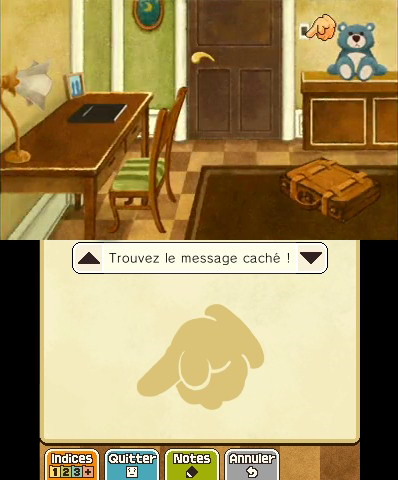 Trouvez le message caché !
Indices
1 2 3 +
Quitter
Notes
Annuler